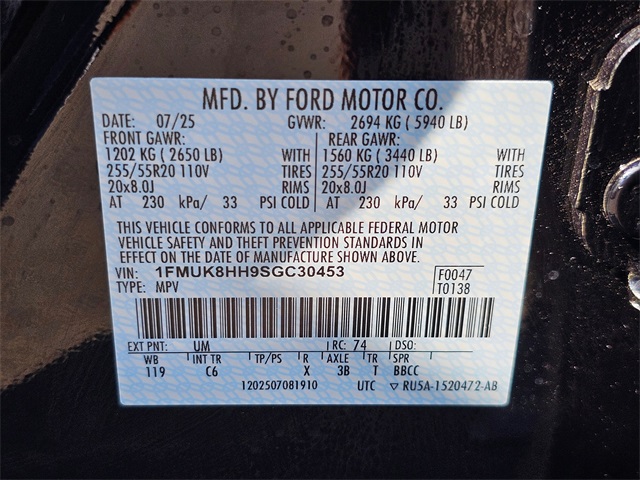 MFD. BY FORD MOTOR CO.
DATE: 07/25 GVWR: 2694 KG ( 5940 LB)
FRONT GAWR: REAR GAWR:
1202 KG ( 2650 LB) WITH 1560 KG ( 3440 LB) WITH
255/55R20 110V TIRES 255/55R20 110V TIRES
20x8.0J RIMS 20x8.0J RIMS
AT 230 kPa/ 33 PSI COLD AT 230 kPa/ 33 PSI COLD
THIS VEHICLE CONFORMS TO ALL APPLICABLE FEDERAL MOTOR
VEHICLE SAFETY AND THEFT PREVENTION STANDARDS IN
EFFECT ON THE DATE OF MANUFACTURE SHOWN ABOVE.
VIN: 1FMUK8HH9SGC30453 F0047
TYPE: MPV T0138
EXT PNT: UM RC: 74 DSO:
WB INT TR TP/PS R AXLE TR SPR
119 C6 X 3B T BBCC
1202507081910 UTC RU5A-1520472-AB